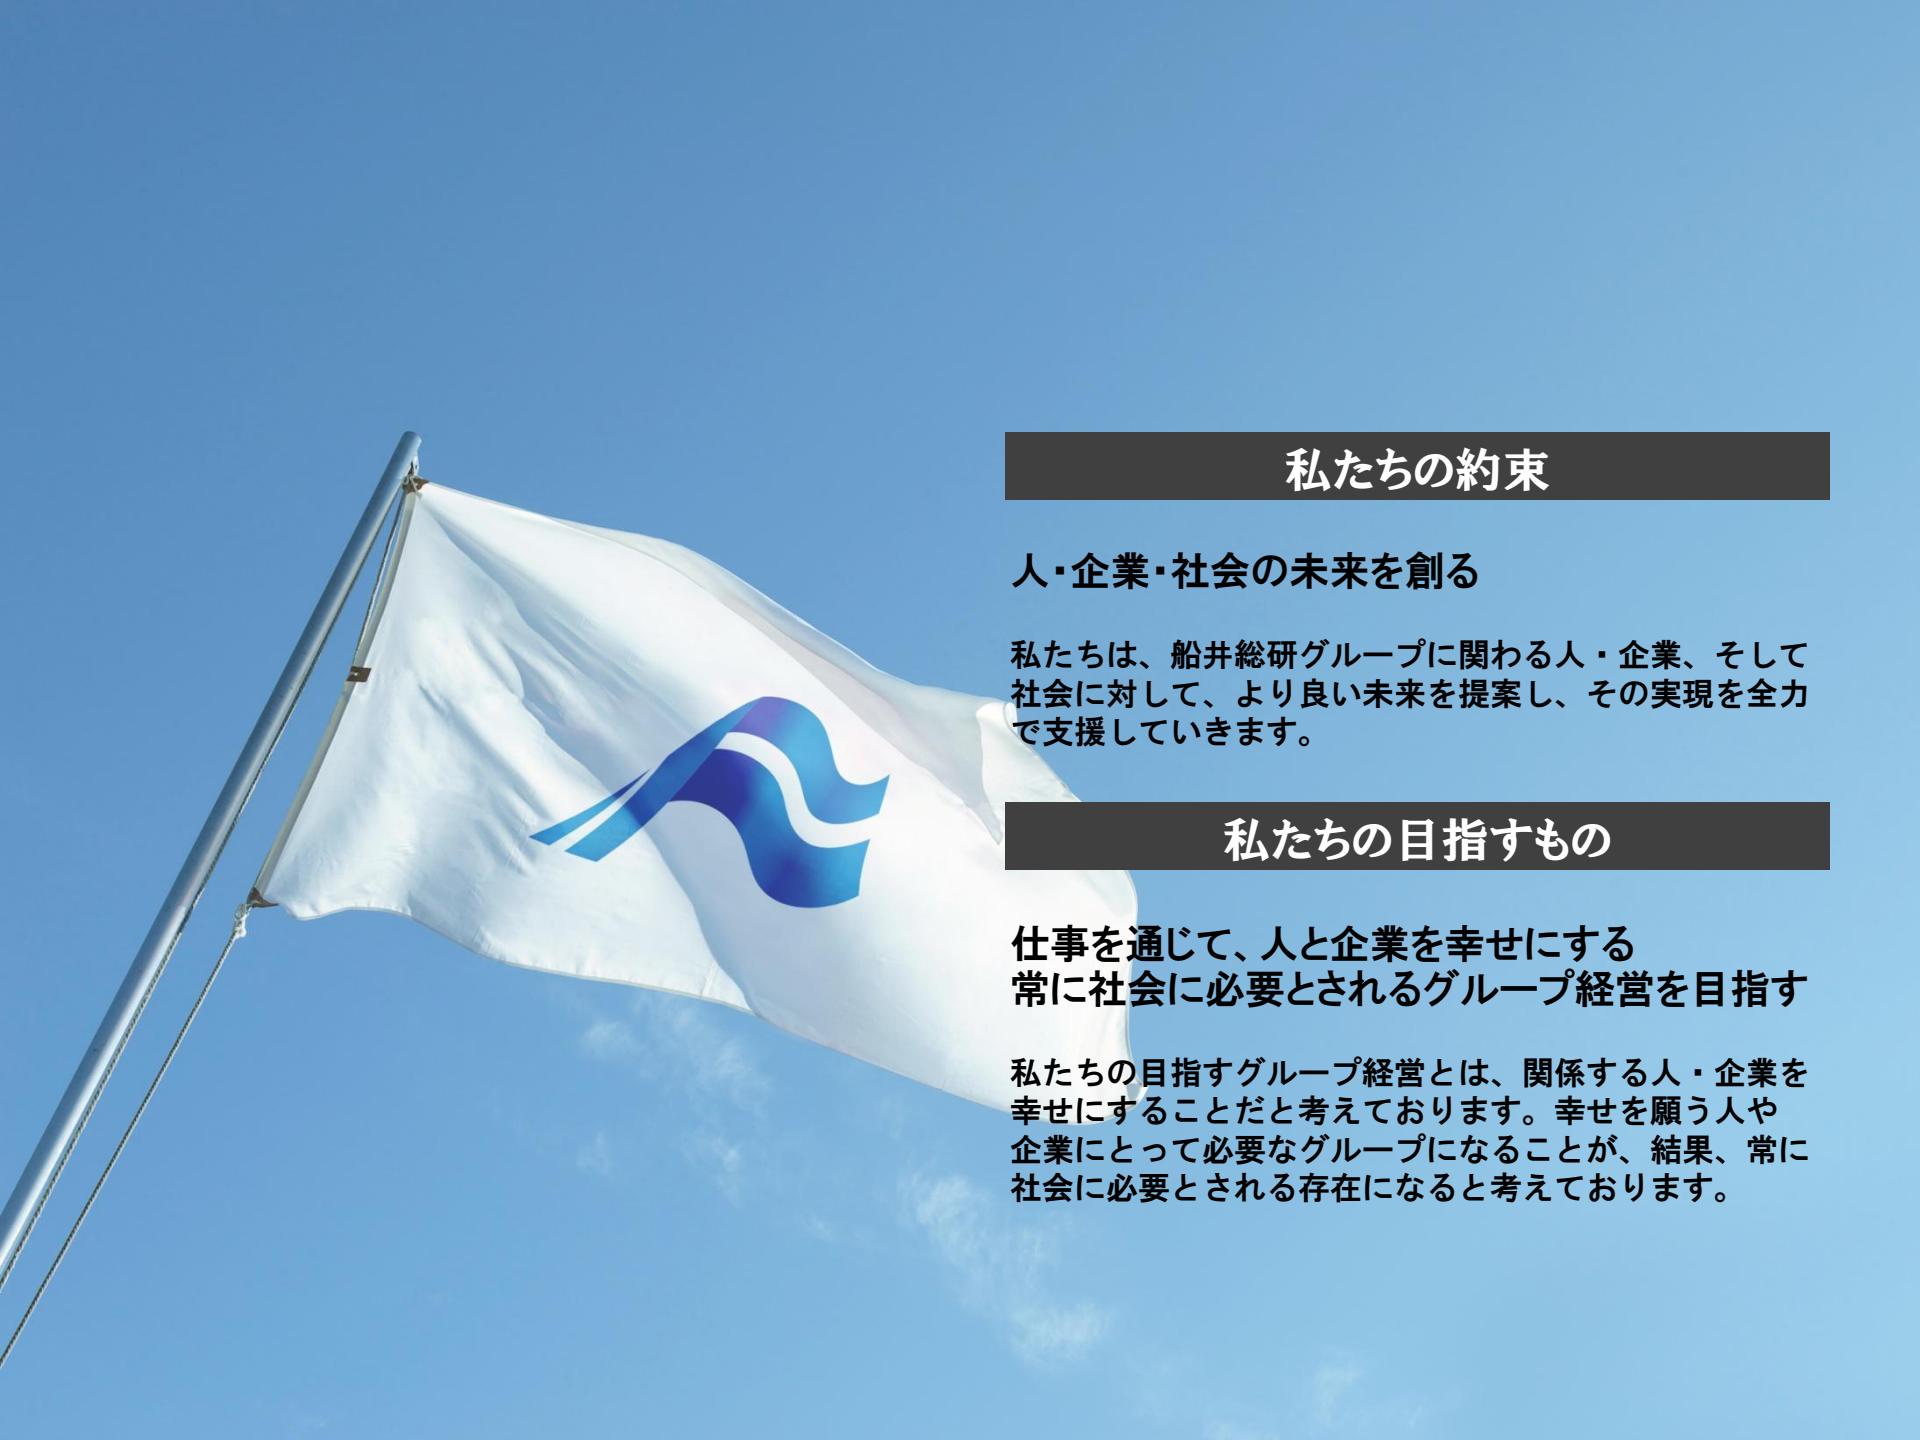 私たちの約束
人・企業・社会の未来を創る
私たちは、船井総研グループに関わる人・企業、そして
社会に対して、より良い未来を提案し、その実現を全力
で支援していきます。
私たちの目指すもの
仕事を通じて、人と企業を幸せにする
常に社会に必要とされるグループ経営を目指す
私たちの目指すグループ経営とは、関係する人・企業を
幸せにすることだと考えております。幸せを願う人や
企業にとって必要なグループになることが、結果、常に
社会に必要とされる存在になると考えております。